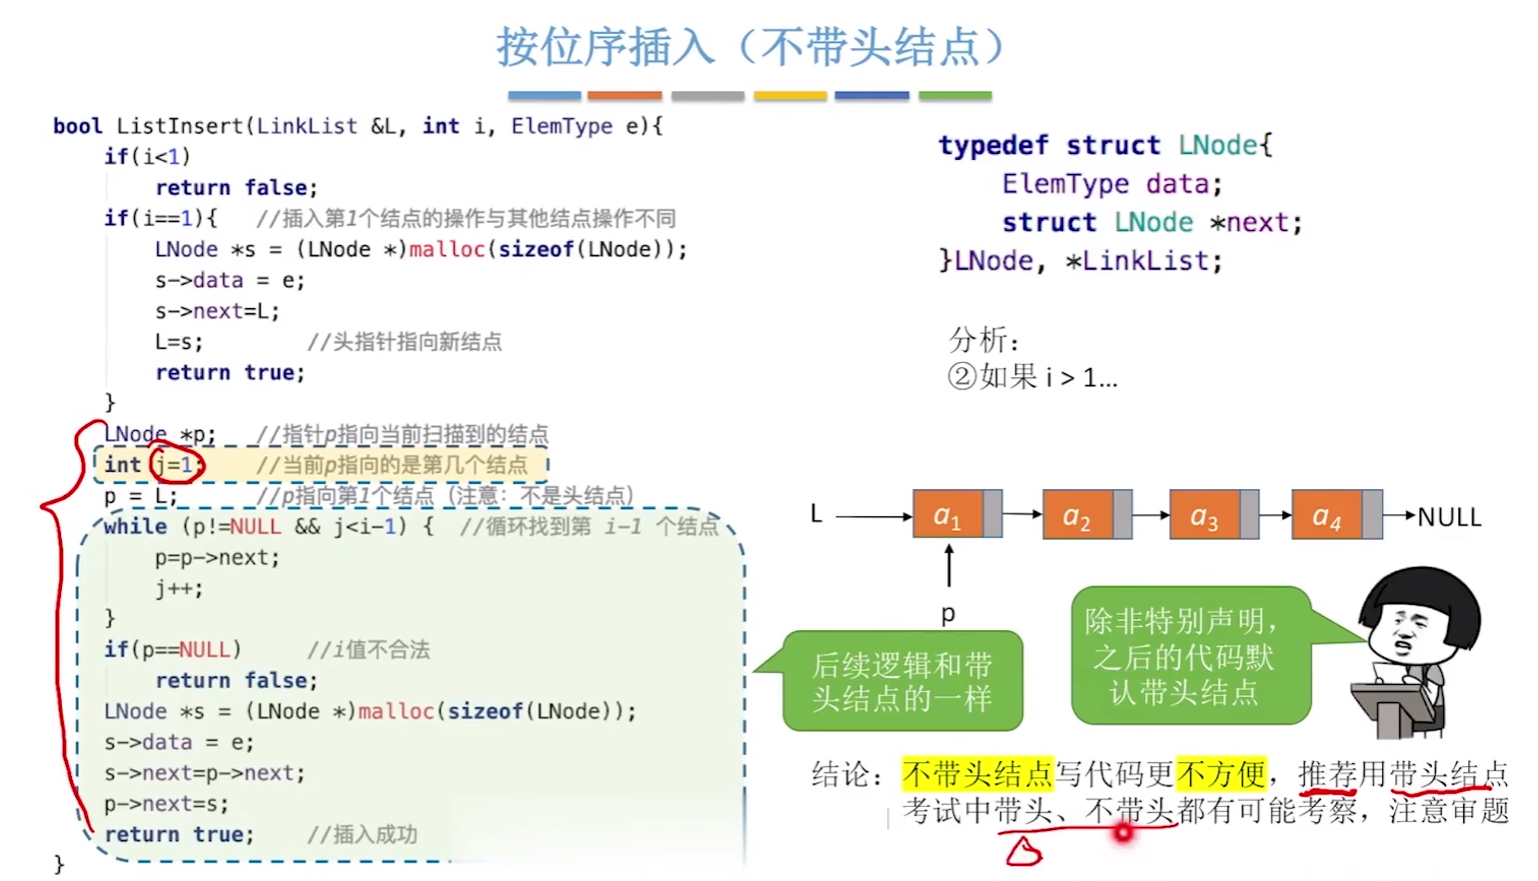 按位序插入（不带头结点）
bool ListInsert(LinkList &L, int i, ElemType e){
if(i<1)
return false;
if(i==1){ //插入第1个结点的操作与其他结点操作不同
LNode *s = (LNode *)malloc(sizeof(LNode));
s->data = e;
s->next=L;
L=s; //头指针指向新结点
return true;
}
LNode *p; //指针p指向当前扫描到的结点
int j=1; //当前p指向的是第几个结点
p = L; //p指向第1个结点（注意：不是头结点）
while (p!=NULL && j<i-1) { //循环找到第 i-1 个结点
p=p->next;
j++;
}
if(p==NULL) //i值不合法
return false;
LNode *s = (LNode *)malloc(sizeof(LNode));
s->data = e;
s->next=p->next;
p->next=s;
return true; //插入成功
}
typedef struct LNode{
ElemType data;
struct LNode *next;
}LNode, *LinkList;
分析：
②如果 i > 1…
L a1 a2 a3 a4 NULL
p
后续逻辑和带
头结点的一样
除非特别声明，
之后的代码默
认带头结点
结论：不带头结点写代码更不方便，推荐用带头结点
考试中带头、不带头都有可能考察，注意审题